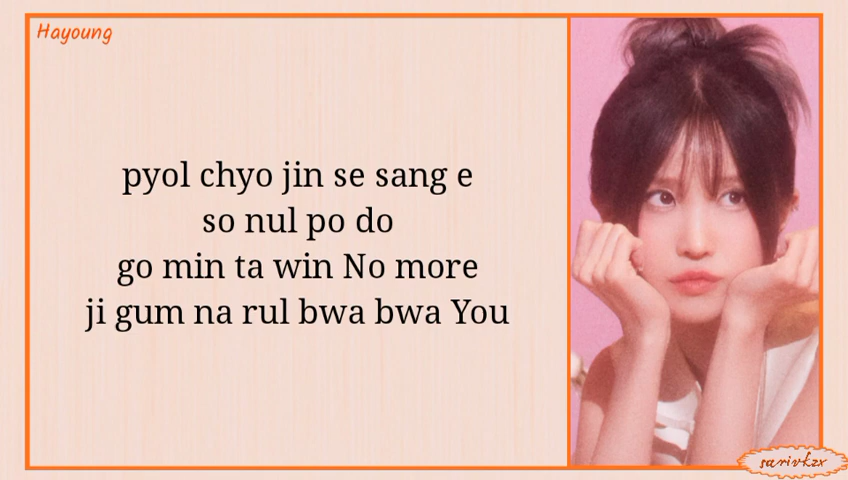 Hayoung
pyol chyo jin se sang e
so nul po do
go min ta win No more
ji gum na rul bwa bwa You
sarivkzx